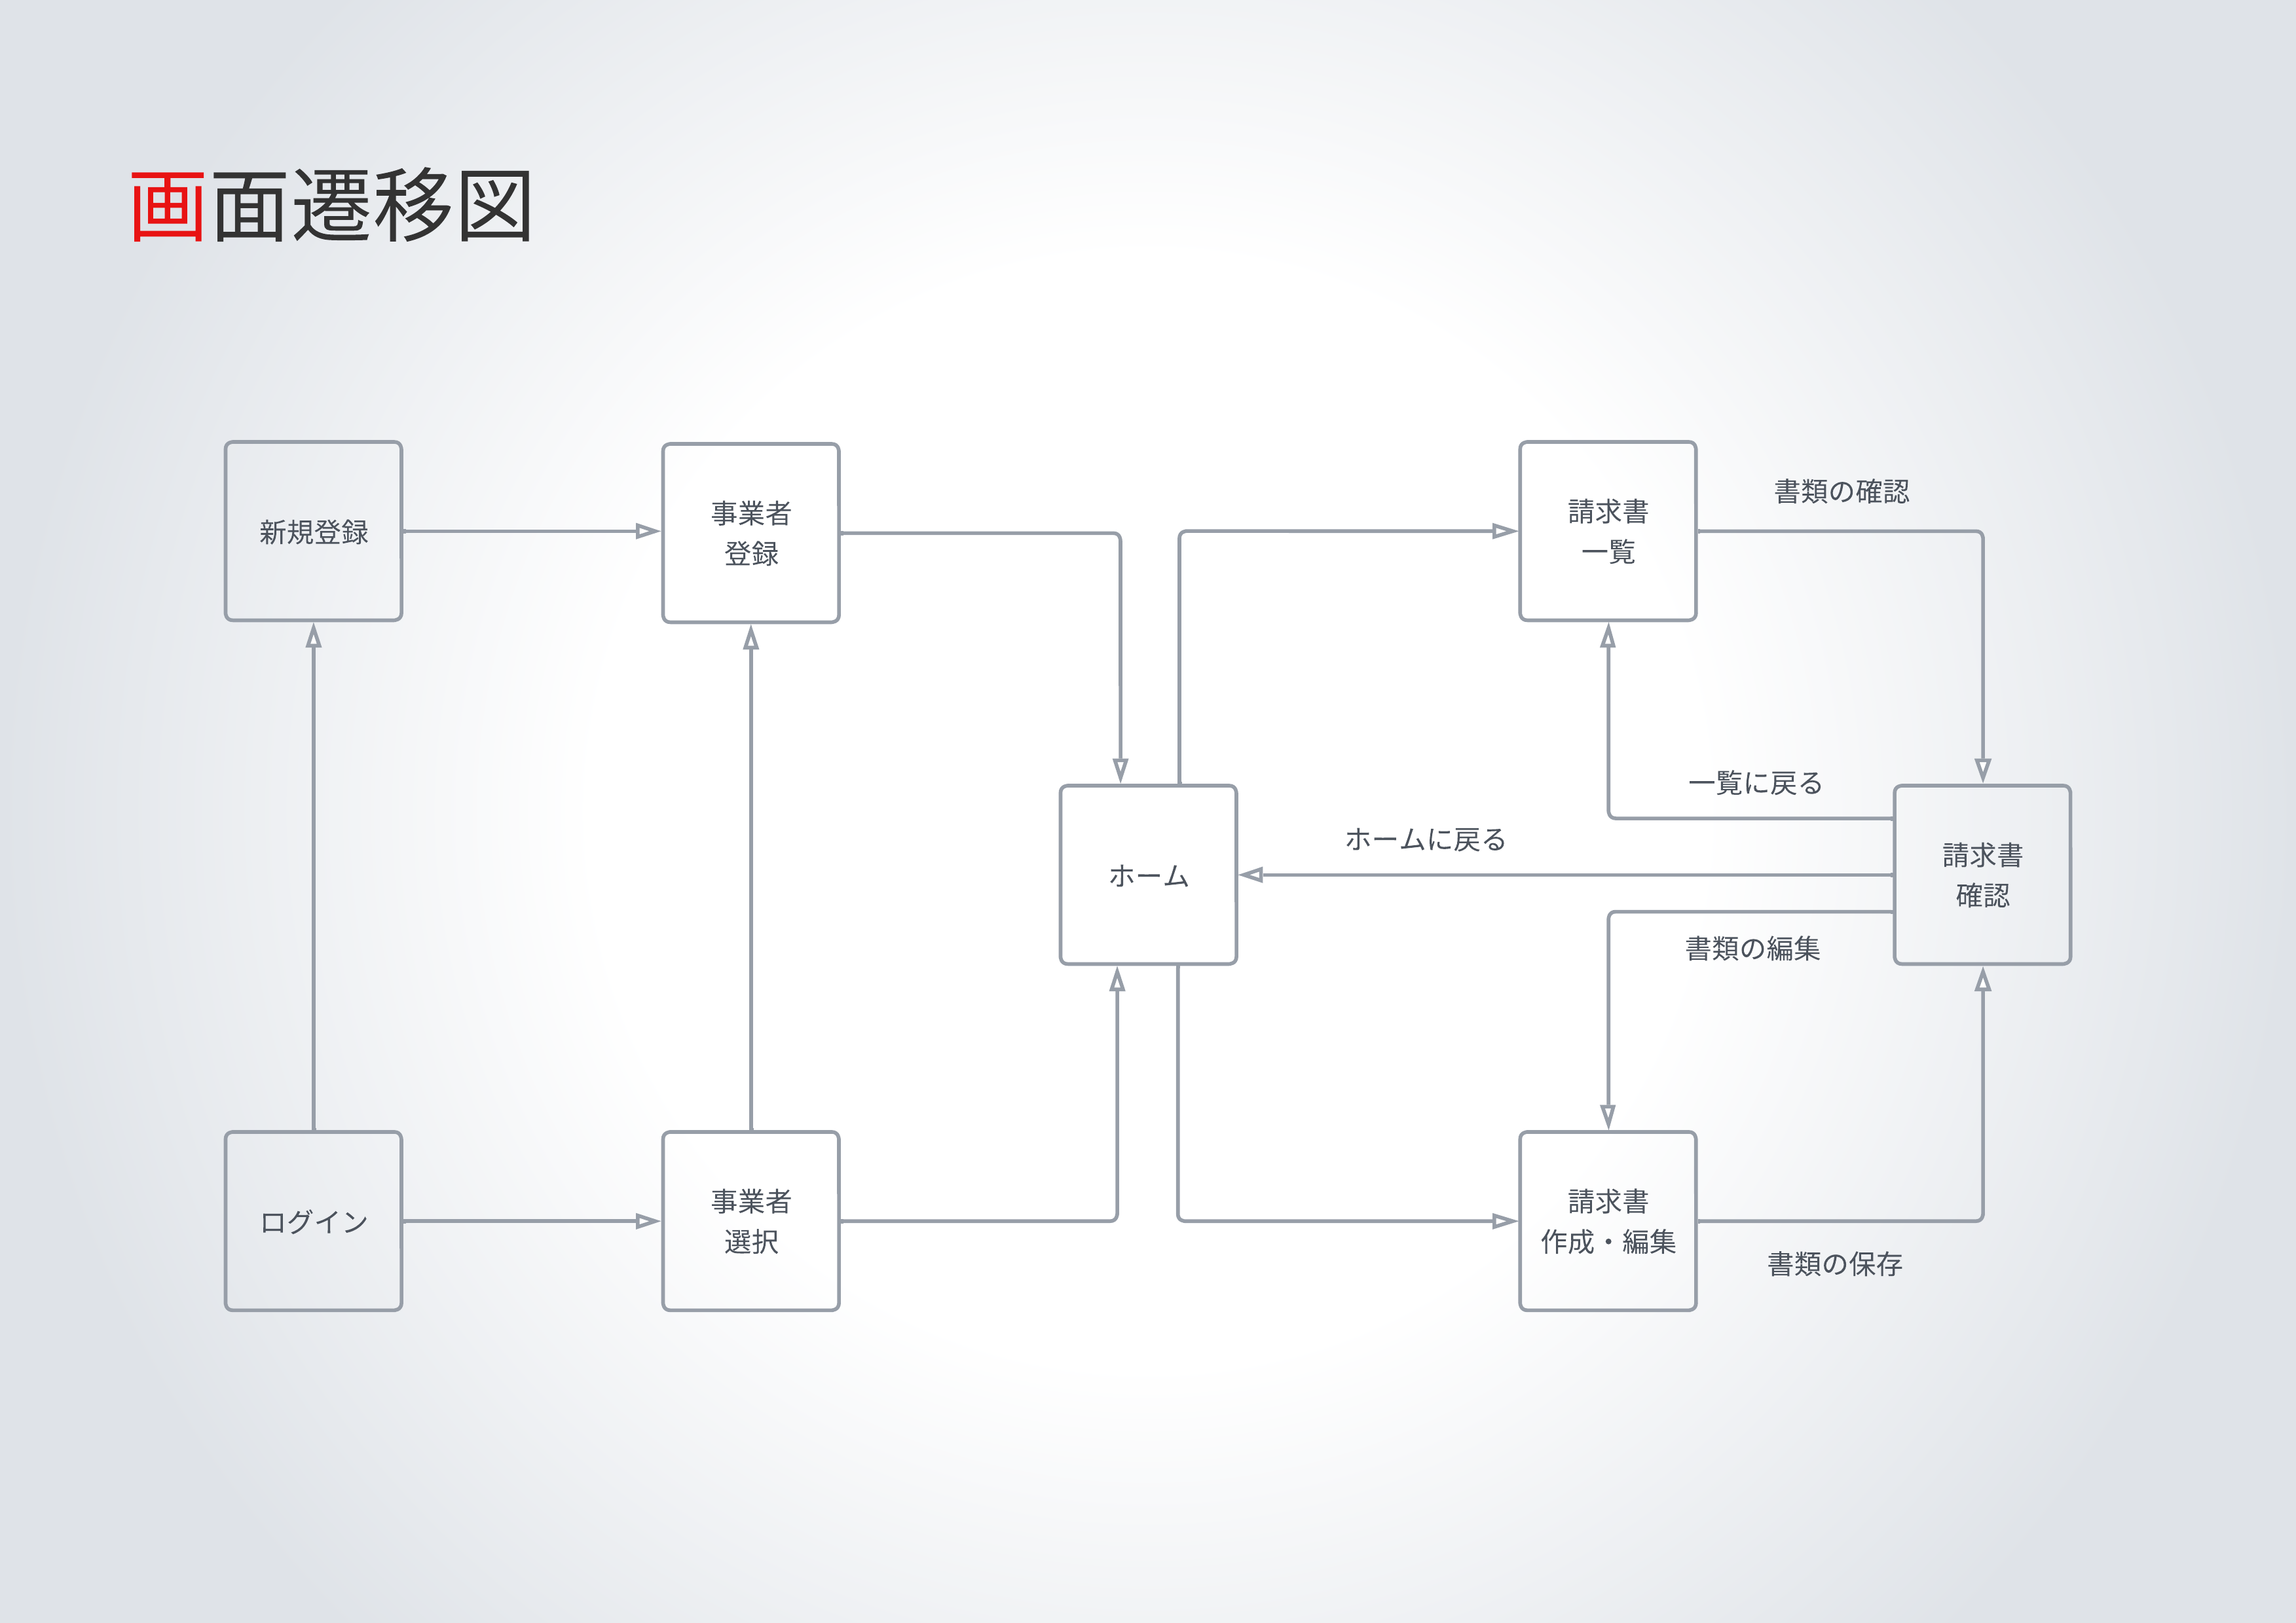 画面遷移図
新規登録
事業者
登録
請求書
一覧
書類の確認
一覧に戻る
ホームに戻る
ホーム
請求書
確認
書類の編集
ログイン
事業者
選択
請求書
作成・編集
書類の保存